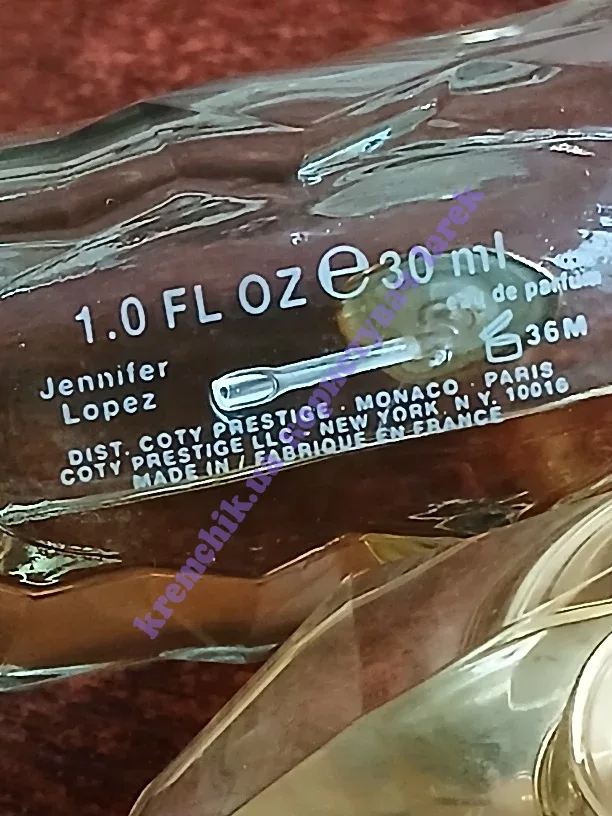 1.0 FL OZ e 30 ml
eau de parfum
36M
Jennifer
Lopez
DIST. COTY PRESTIGE . MONACO . PARIS
COTY PRESTIGE LLC . NEW YORK . N.Y. 10016
MADE IN / FABRIQUE EN FRANCE
kremchik.ua